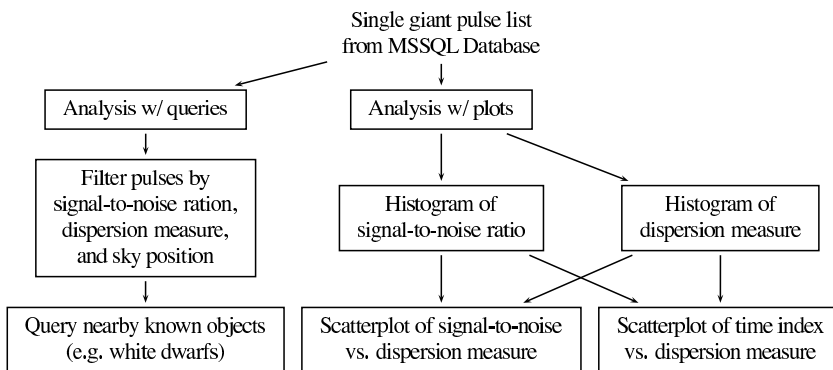 Single giant pulse list
from MSSQL Database
Analysis w/ queries
Analysis w/ plots
Filter pulses by
signal-to-noise ration,
dispersion measure,
and sky position
Histogram of
signal-to-noise ratio
Histogram of
dispersion measure
Query nearby known objects
(e.g. white dwarfs)
Scatterplot of signal-to-noise
vs. dispersion measure
Scatterplot of time index
vs. dispersion measure